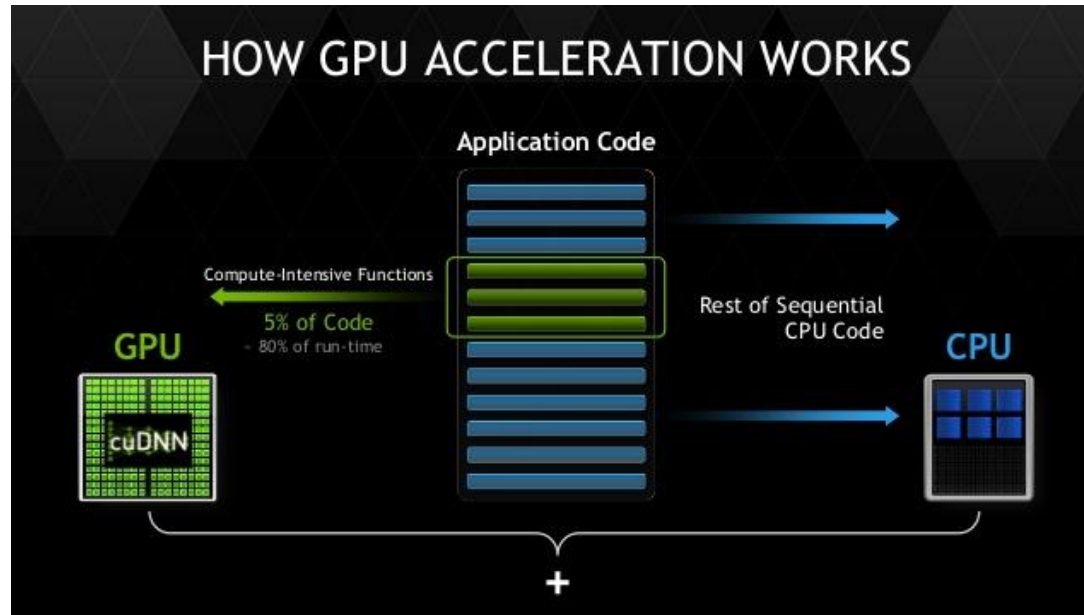 HOW GPU ACCELERATION WORKS
Application Code
Compute-Intensive Functions
5% of Code
~ 80% of run-time
GPU
cuDNN
Rest of Sequential
CPU Code
CPU
+